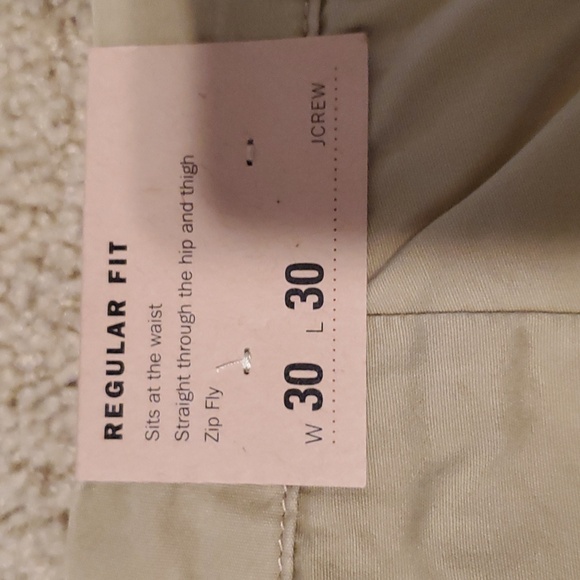 REGULAR FIT
Sits at the waist
Straight through the hip and thigh
Zip Fly
W 30 L 30
JCREW